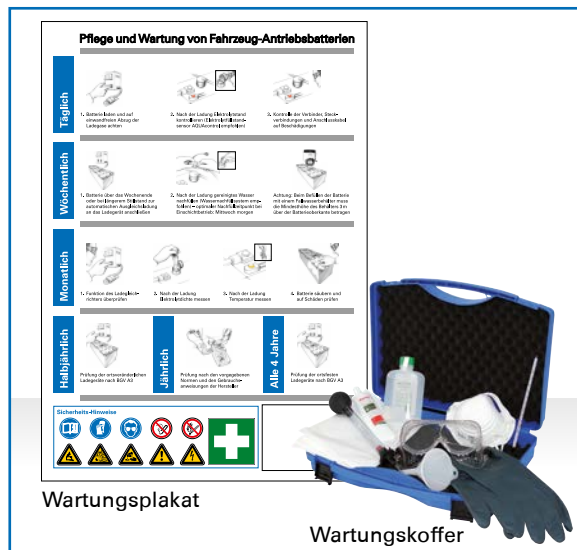 Pflege und Wartung von Fahrzeug-Antriebsbatterien
Täglich
1. Batterie laden und auf
einwandfreien Abzug der
Ladegase achten
2. Nach der Ladung Elektrolytstand
kontrollieren (Elektrolytfüllstand-
sensor AQUAcontrol empfohlen).
3. Kontrolle der Verbinder, Steck-
verbindungen und Anschlusskabel
auf Beschädigungen
Wöchentlich
1. Batterie über das Wochenende
oder bei längerem Stillstand zur
automatischen Ausgleichsladung
an das Ladegerät anschließen
2. Nach der Ladung gereinigtes Wasser
nachfüllen (Wassernachfüllsystem emp-
fohlen) – optimaler Nachfüllzeitpunkt bei
Einschichtbetrieb: Mittwoch morgen
Achtung: Beim Befüllen der Batterie
mit einem Fallwasserbehälter muss
die Mindesthöhe des Behälters 3 m
über der Batterieoberkante betragen
Monatlich
1. Funktion des Ladegleich-
richters überprüfen
2. Nach der Ladung
Elektrolytdichte messen
3. Nach der Ladung
Temperatur messen
4. Batterie säubern und
auf Schäden prüfen
Halbjährlich
Prüfung der ortsveränderlichen
Ladegeräte nach BGV A3
Jährlich
Prüfung nach den vorgegebenen
Normen und den Gebrauchs-
anweisungen der Hersteller
Alle 4 Jahre
Prüfung der ortsfesten
Ladegeräte nach BGV A3
Sicherheits-Hinweise
Wartungsplakat
Wartungskoffer